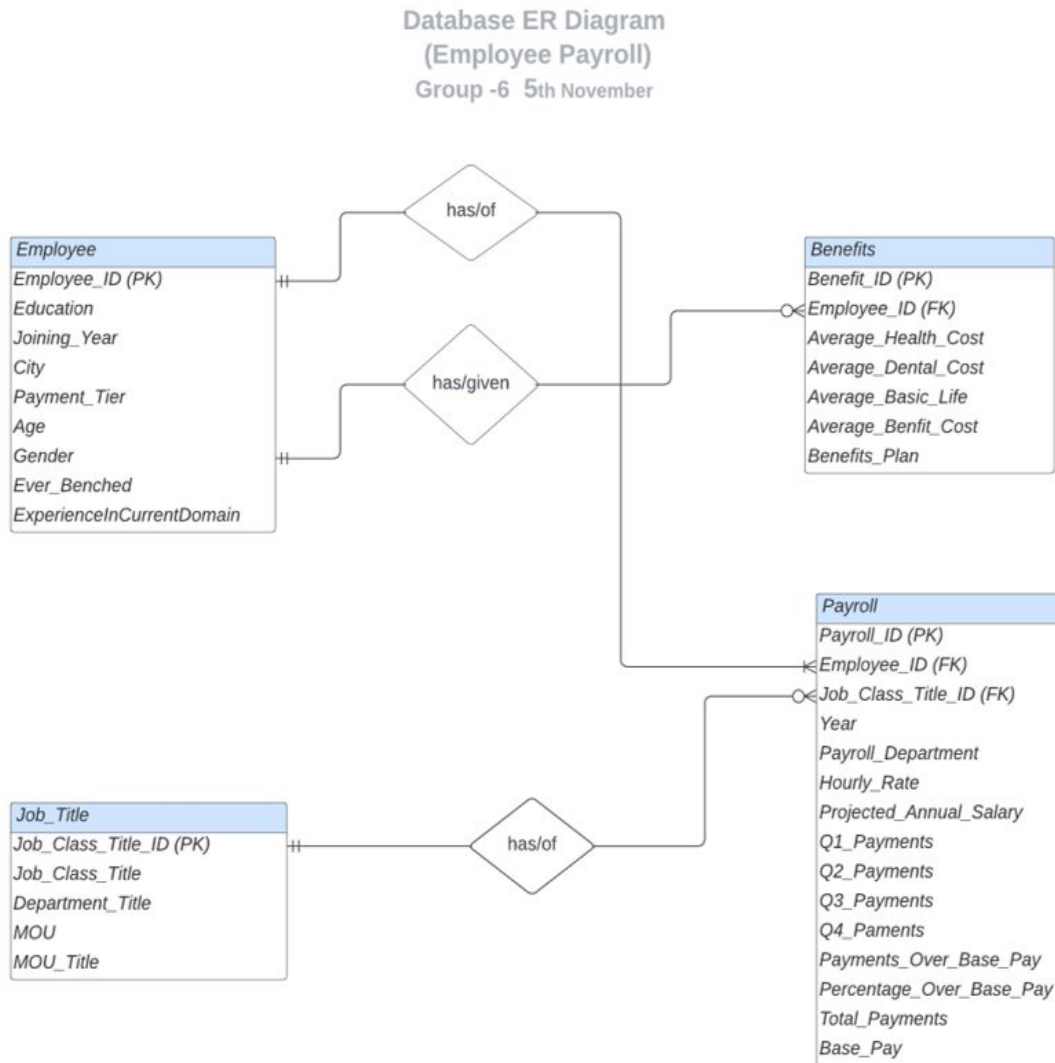 Database ER Diagram
(Employee Payroll)
Group -6 5th November
has/of
Employee
Employee_ID (PK)
Education
Joining_Year
City
Payment_Tier
Age
Gender
Ever_Benched
ExperienceInCurrentDomain
has/given
Benefits
Benefit_ID (PK)
Employee_ID (FK)
Average_Health_Cost
Average_Dental_Cost
Average_Basic_Life
Average_Benfit_Cost
Benefits_Plan
Payroll
Payroll_ID (PK)
Employee_ID (FK)
Job_Class_Title_ID (FK)
Year
Payroll_Department
Hourly_Rate
Projected_Annual_Salary
Q1_Payments
Q2_Payments
Q3_Payments
Q4_Paments
Payments_Over_Base_Pay
Percentage_Over_Base_Pay
Total_Payments
Base_Pay
Job_Title
Job_Class_Title_ID (PK)
Job_Class_Title
Department_Title
MOU
MOU_Title
has/of